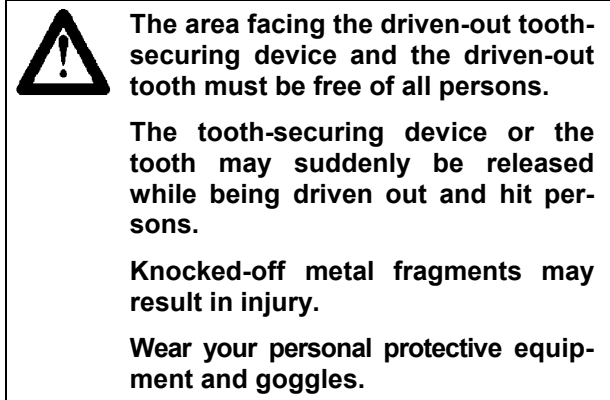 The area facing the driven-out tooth-
securing device and the driven-out
tooth must be free of all persons.
The tooth-securing device or the
tooth may suddenly be released
while being driven out and hit per-
sons.
Knocked-off metal fragments may
result in injury.
Wear your personal protective equip-
ment and goggles.